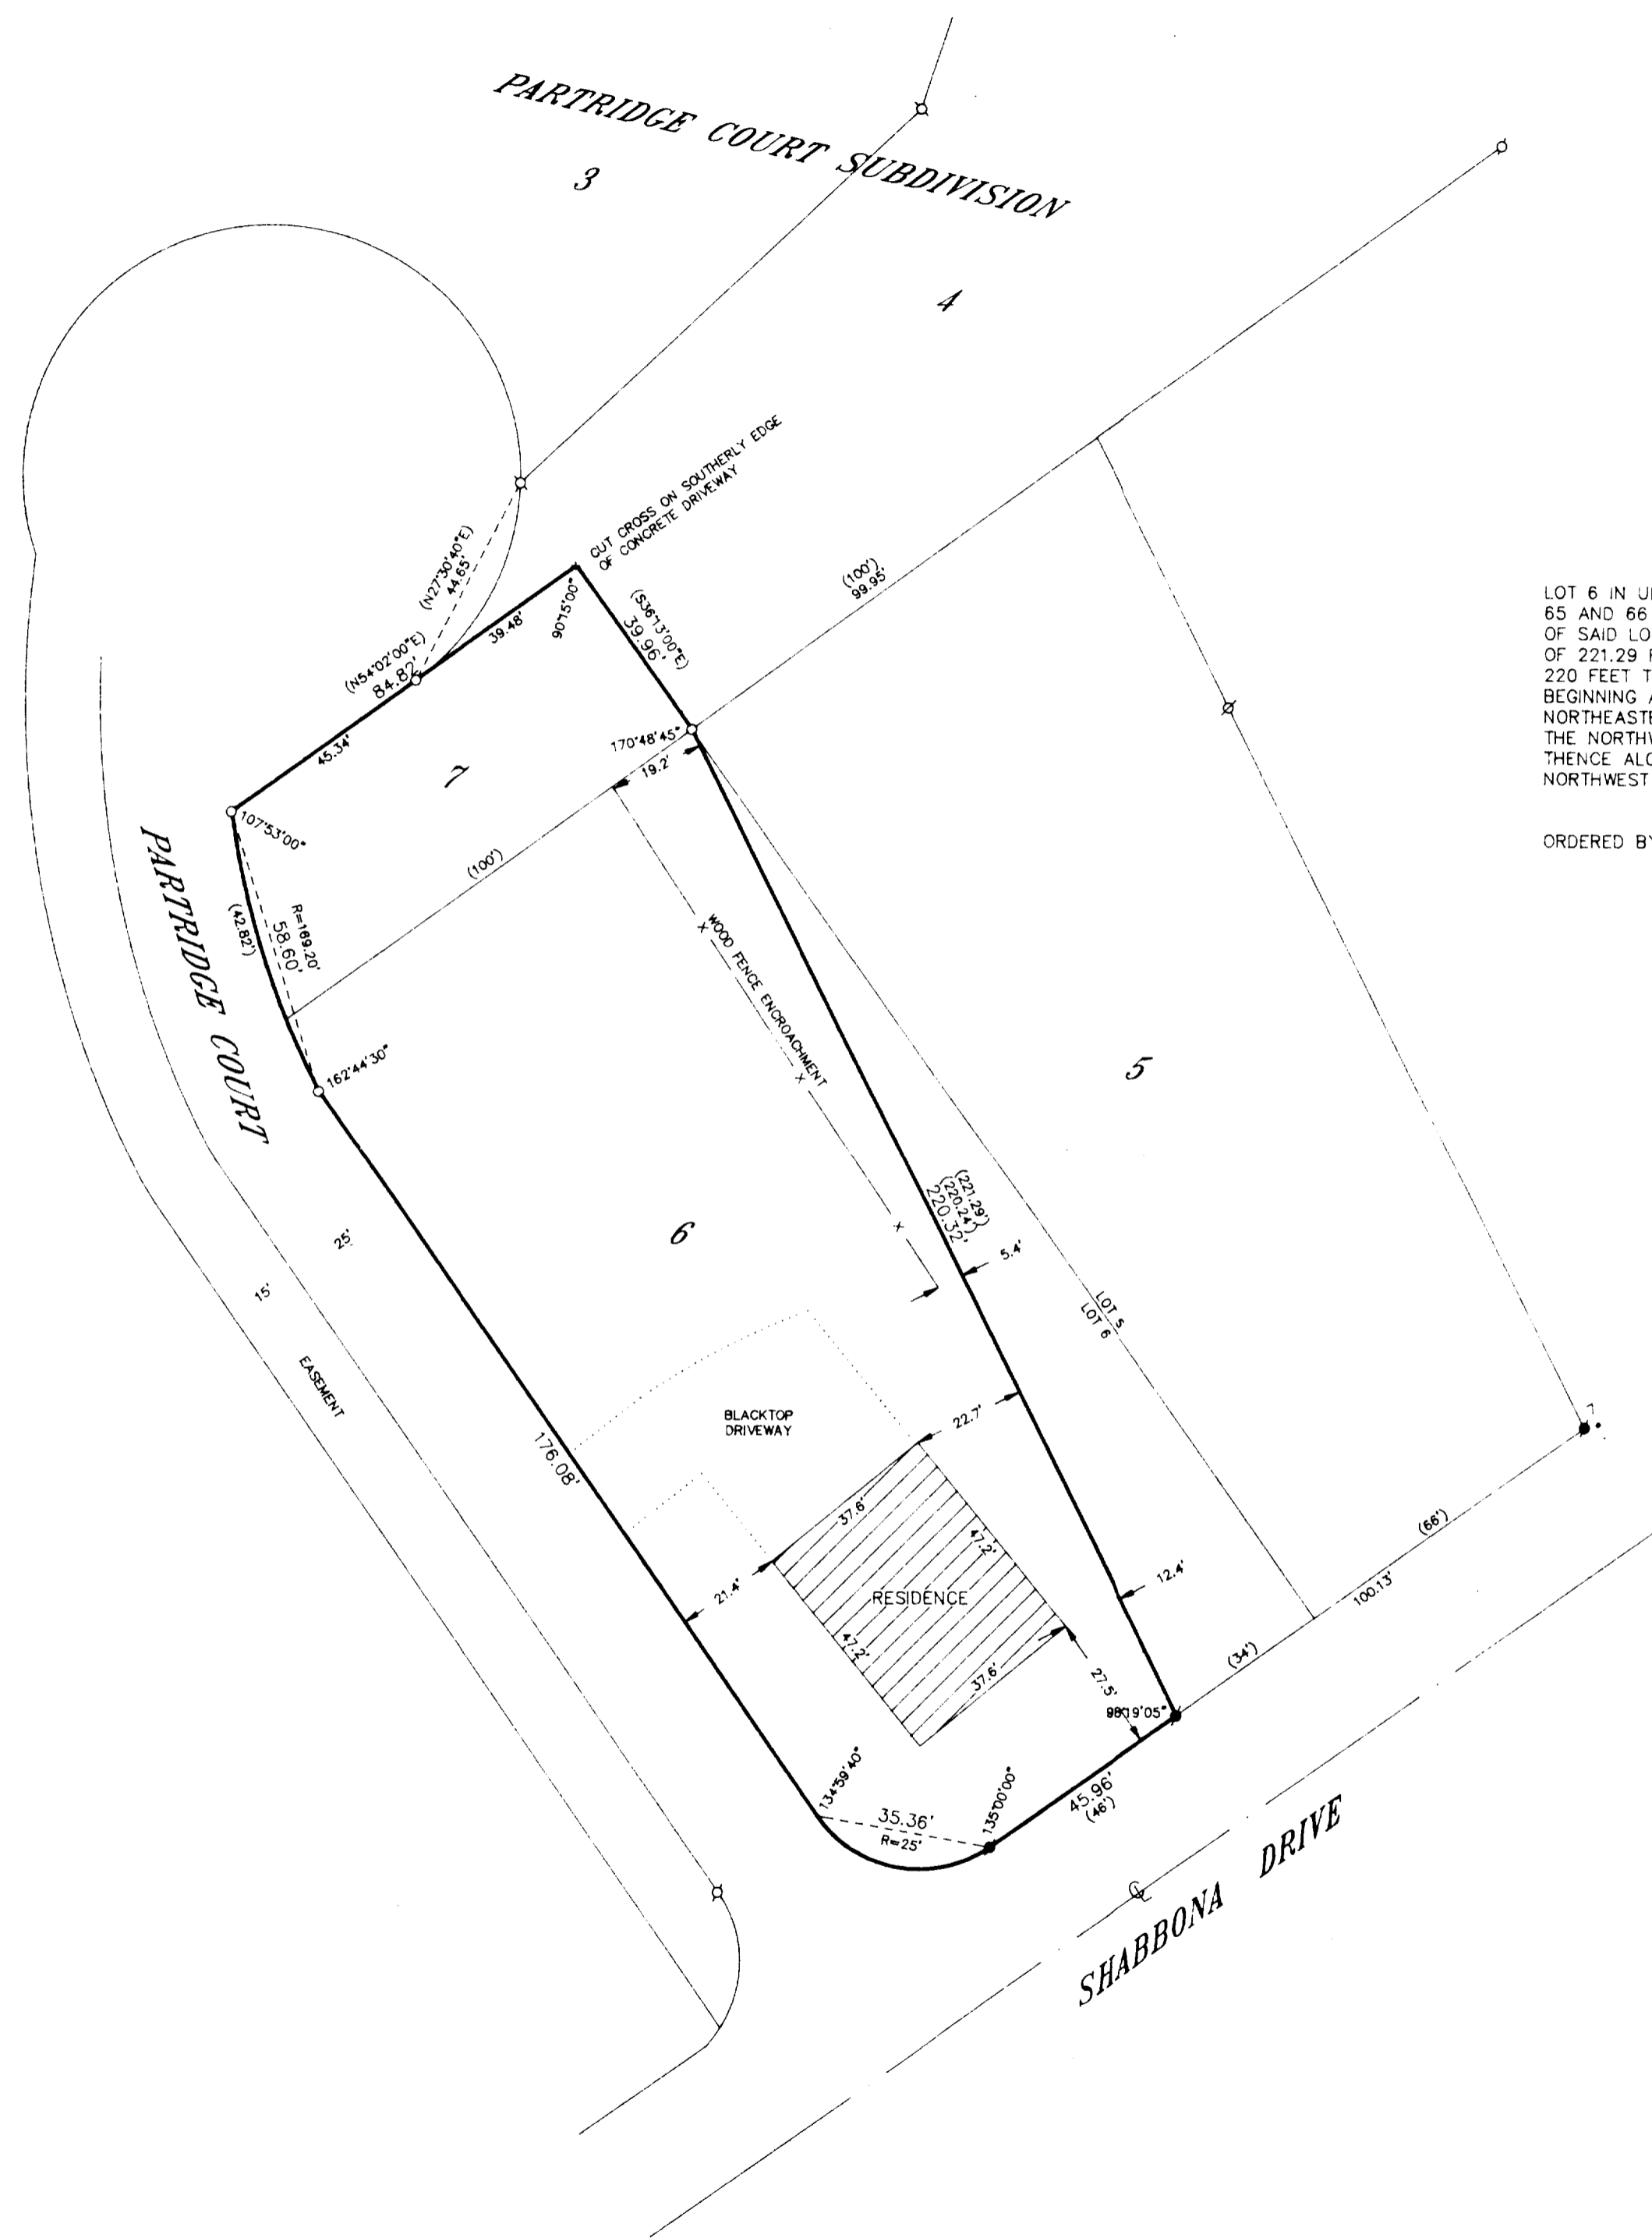 PARTRIDGE COURT SUBDIVISION
3
4
CUT CROSS ON SOUTHERLY EDGE
OF CONCRETE DRIVEWAY
(N27°30'40"E)
44.65'
(N54°02'00"E)
84.82'
39.48'
90°15'00"
(S36°13'00"E)
39.96'
(100')
99.95'
45.34'
7
170°48'45"
19.2'
107°53'00"
(100')
LOT 6 IN U
65 AND 66
OF SAID LO
OF 221.29
220 FEET T
BEGINNING
NORTHEAST
THE NORTHW
THENCE ALO
NORTHWEST
ORDERED BY
PARTRIDGE COURT
(42.82')
R=169.20'
58.60'
WOOD FENCE ENCROACHMENT
X
X
X
162°44'30"
5
6
(221.29')
(220.24')
220.32'
5.4'
25'
15'
EASEMENT
LOT 5
LOT 6
BLACKTOP
DRIVEWAY
22.7'
176.08'
37.6'
47.2'
RESIDENCE
21.4'
47.2'
37.6'
12.4'
(66')
100.13'
(34')
27.5'
98°19'05"
134°59'40"
35.36'
R=25'
135°00'00"
45.96'
(46')
SHABBONA DRIVE